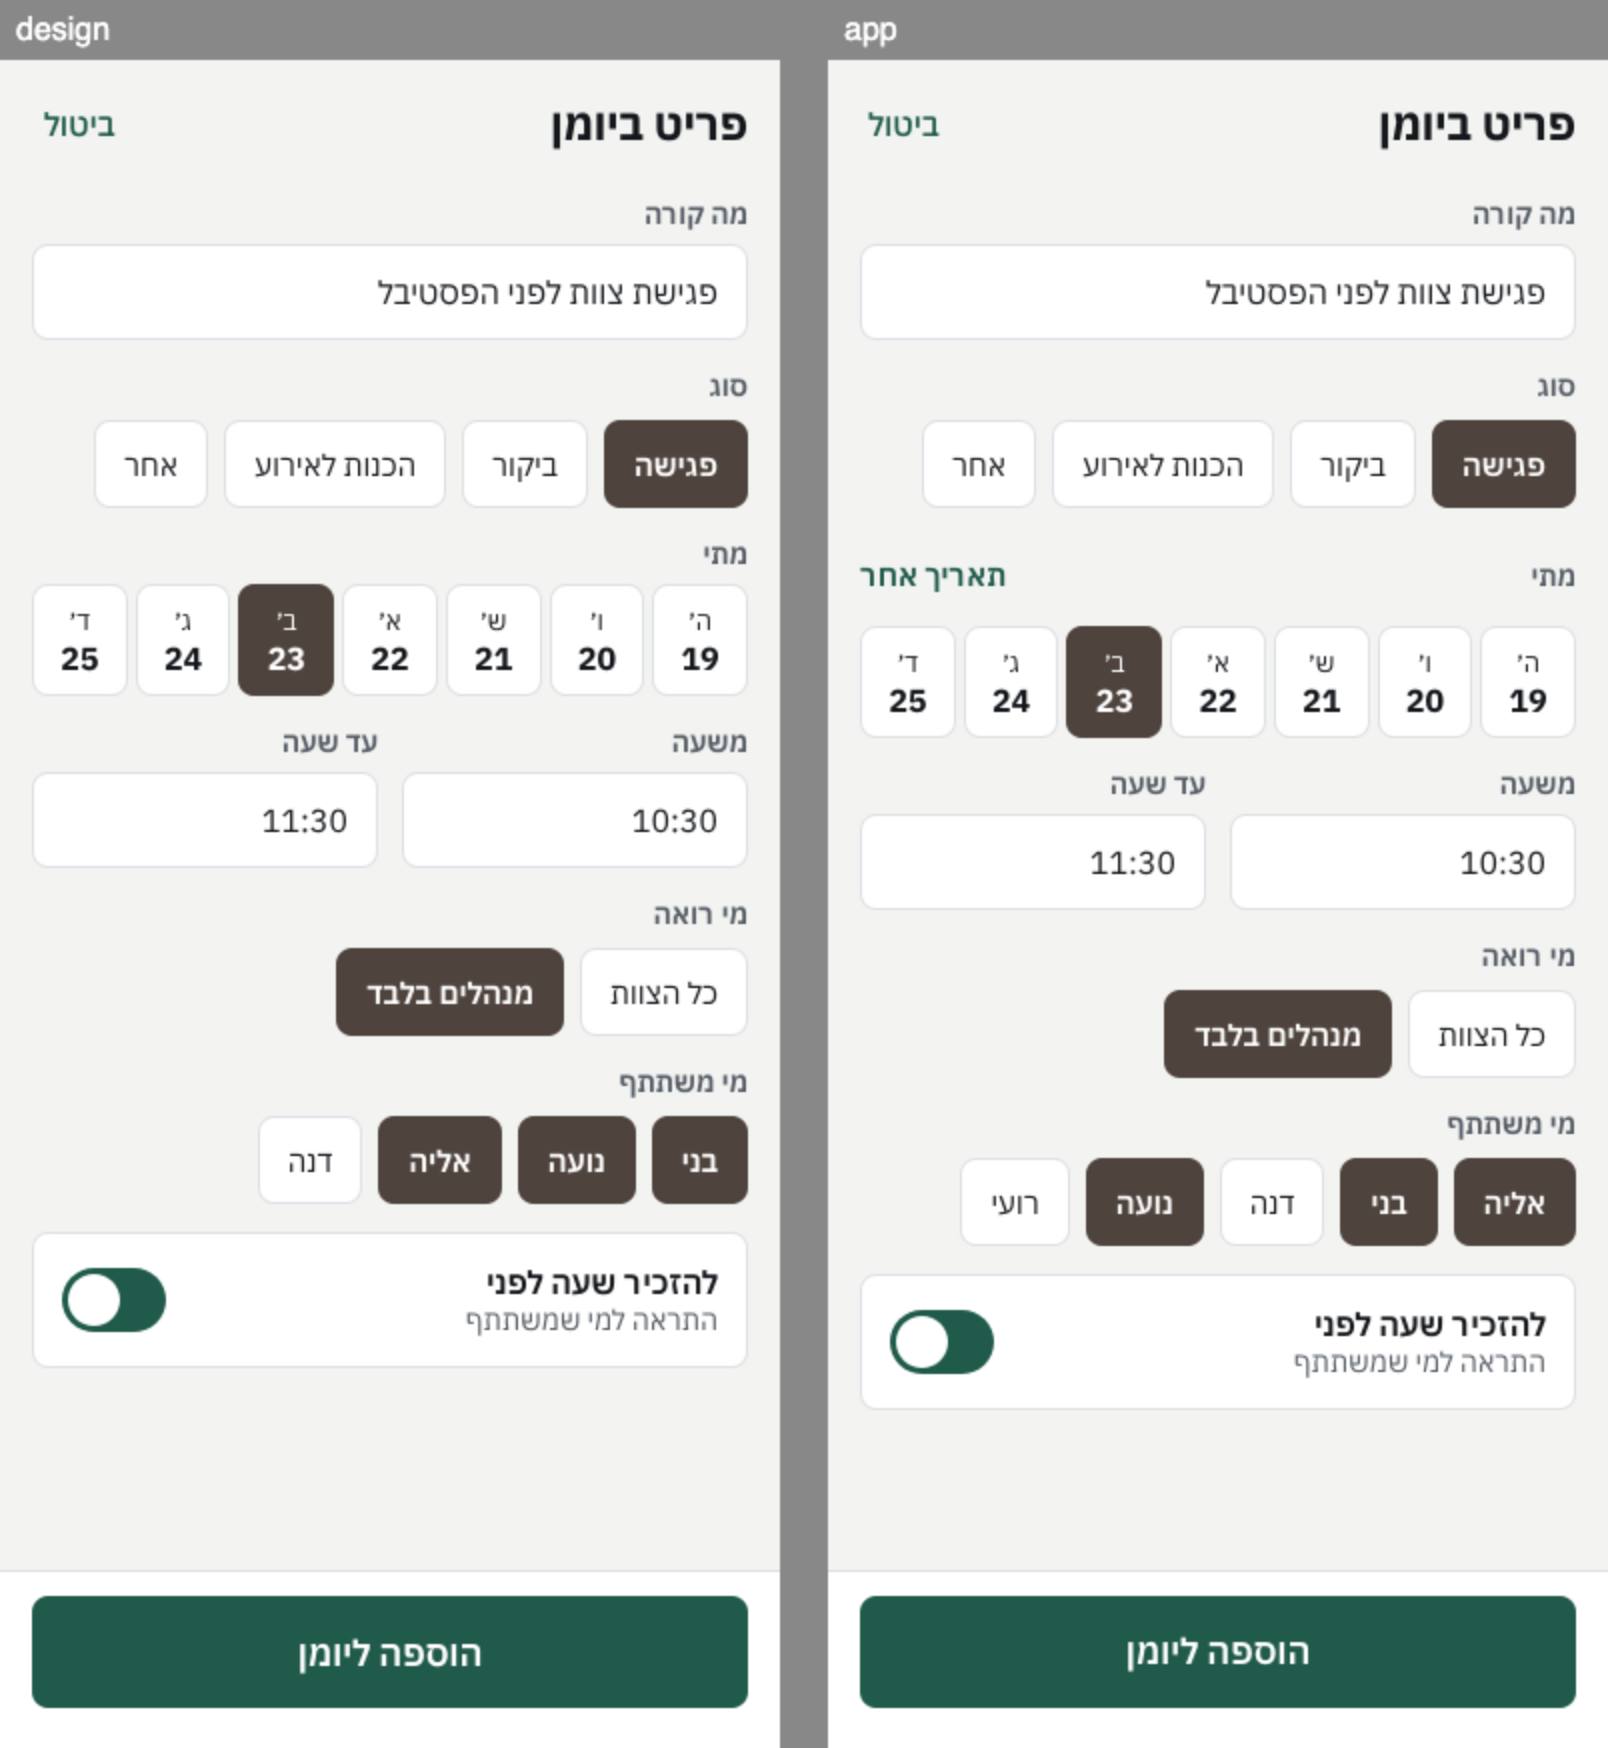 design
פריט ביומן ביטול
מה קורה
פגישת צוות לפני הפסטיבל
סוג
פגישה ביקור הכנות לאירוע אחר
מתי
ה׳ ו׳ ש׳ א׳ ב׳ ג׳ ד׳
19 20 21 22 23 24 25
משעה עד שעה
10:30 11:30
מי רואה
כל הצוות מנהלים בלבד
מי משתתף
בני נועה אליה דנה
להזכיר שעה לפני
התראה למי שמשתתף
הוספה ליומן
app
פריט ביומן ביטול
מה קורה
פגישת צוות לפני הפסטיבל
סוג
פגישה ביקור הכנות לאירוע אחר
מתי תאריך אחר
ה׳ ו׳ ש׳ א׳ ב׳ ג׳ ד׳
19 20 21 22 23 24 25
משעה עד שעה
10:30 11:30
מי רואה
כל הצוות מנהלים בלבד
מי משתתף
אליה בני דנה נועה רועי
להזכיר שעה לפני
התראה למי שמשתתף
הוספה ליומן